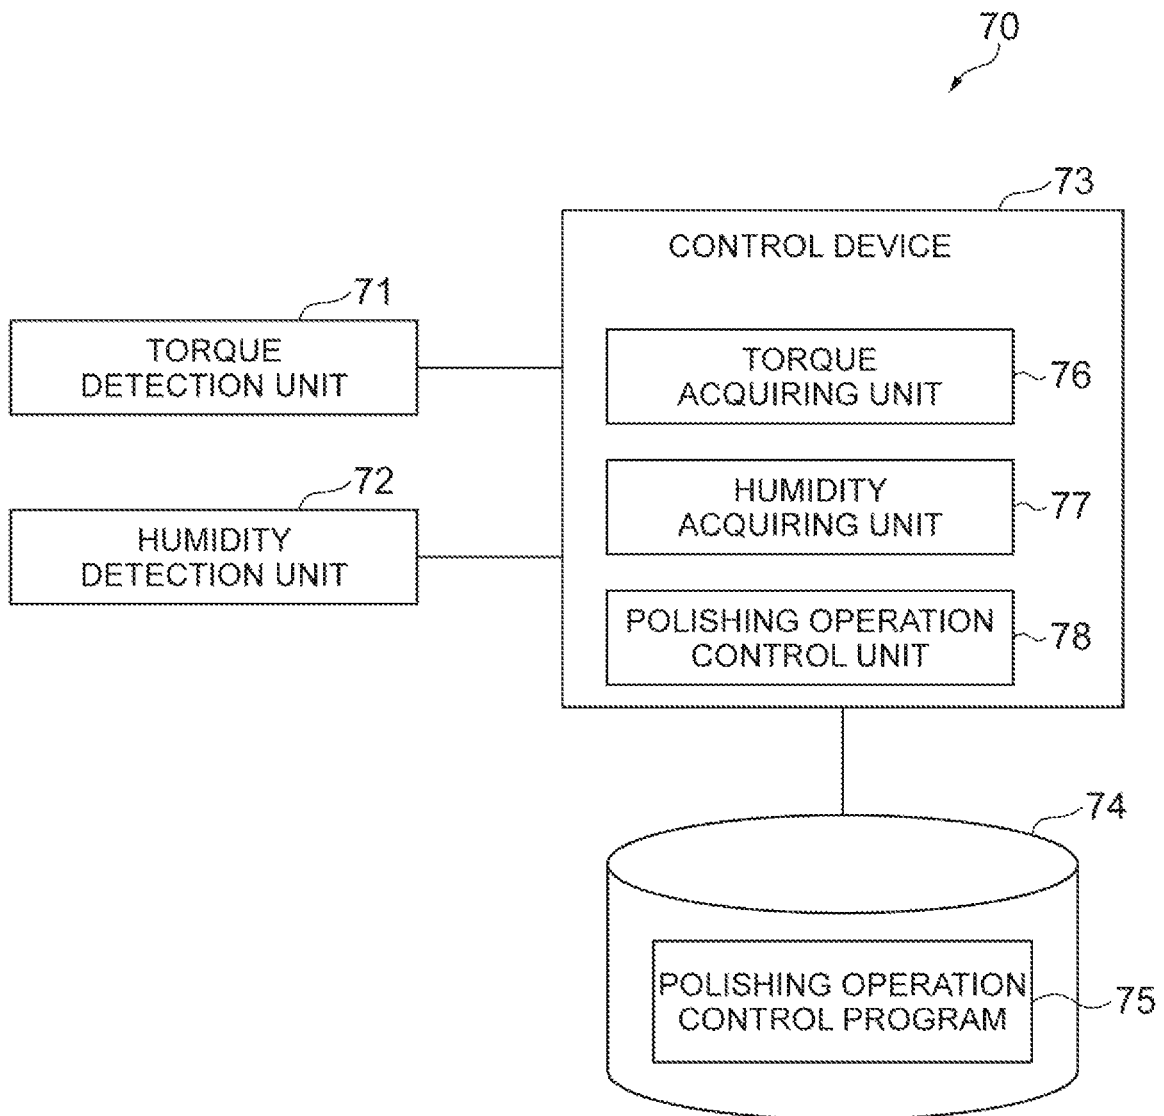 70
73
CONTROL DEVICE
71
TORQUE
DETECTION UNIT
TORQUE
ACQUIRING UNIT
76
72
HUMIDITY
DETECTION UNIT
HUMIDITY
ACQUIRING UNIT
77
POLISHING OPERATION
CONTROL UNIT
78
74
POLISHING OPERATION
CONTROL PROGRAM
75